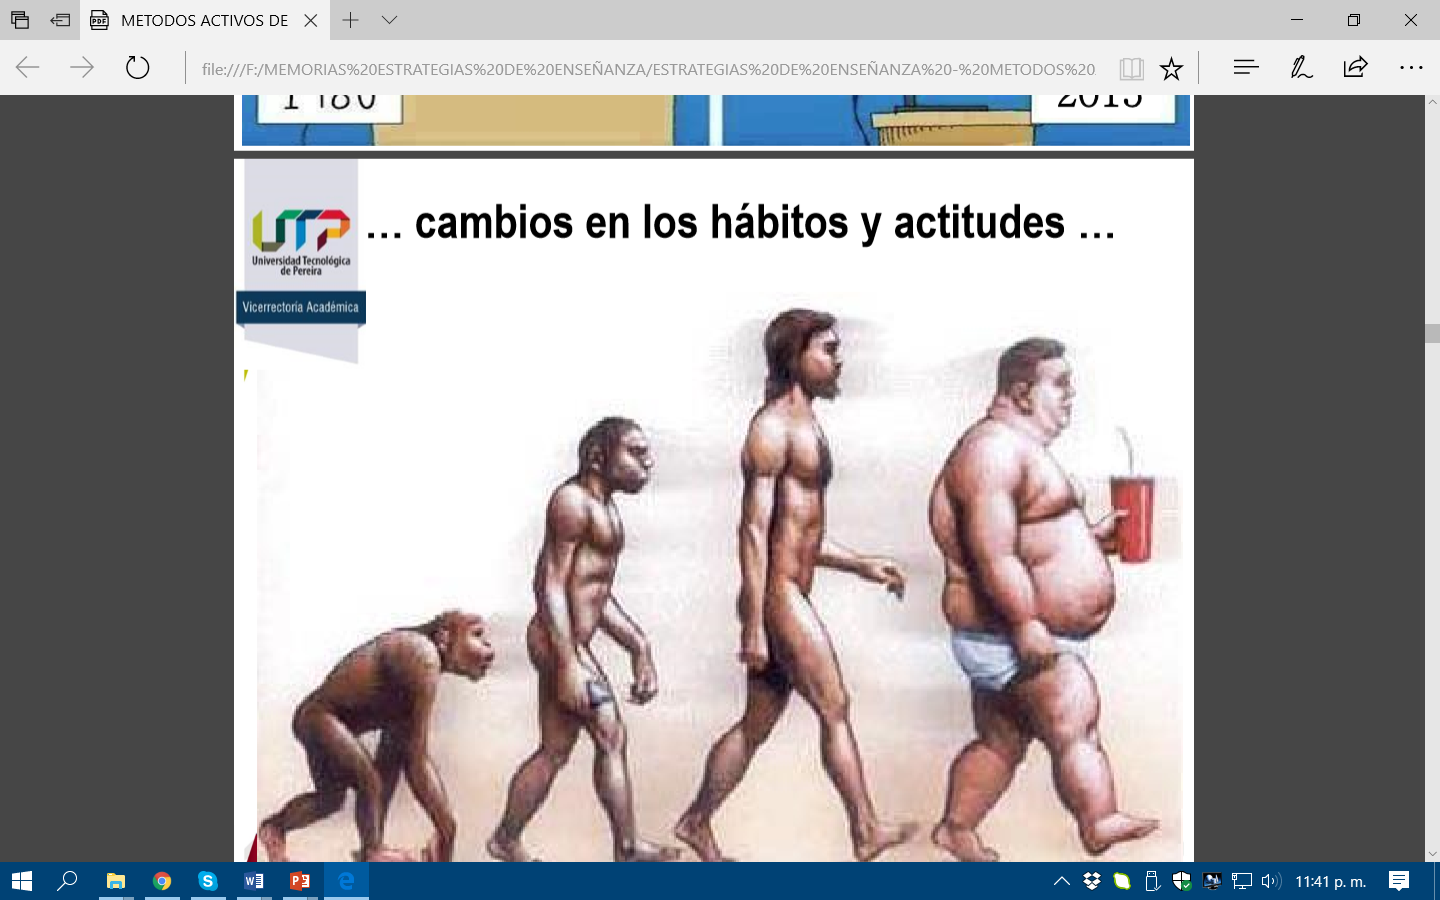 METODOS ACTIVOS DE
file:///F:/MEMORIAS%20ESTRATEGIAS%20DE%20ENSEÑANZA/ESTRATEGIAS%20DE%20ENSEÑANZA%20-%20METODOS%20
2015
UTP
Universidad Tecnológica
de Pereira
... cambios en los hábitos y actitudes ...
Vicerrectoría Académica
11:41 p. m.